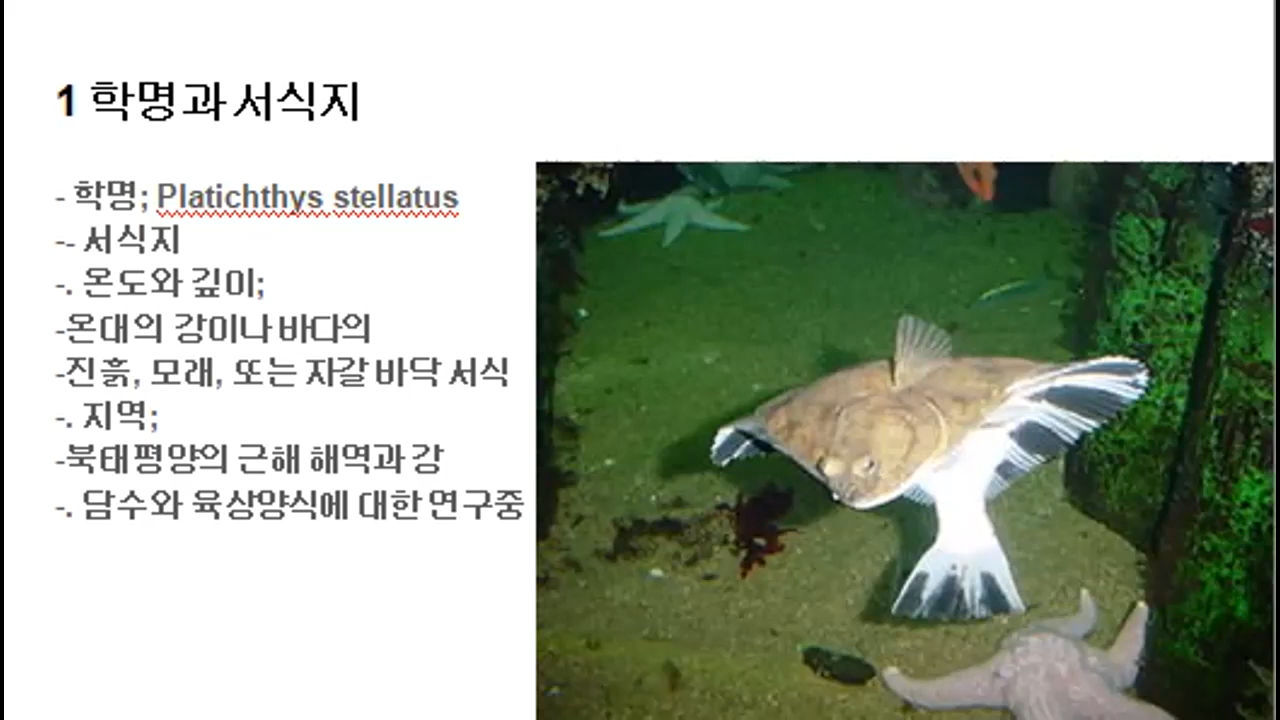 1 학명과 서식지
- 학명; Platichthys stellatus
-- 서식지
-. 온도와 깊이;
-온대의 강이나 바다의
-진흙, 모래, 또는 자갈 바닥 서식
-. 지역;
-북태평양의 근해 해역과 강
-. 담수와 육상양식에 대한 연구중